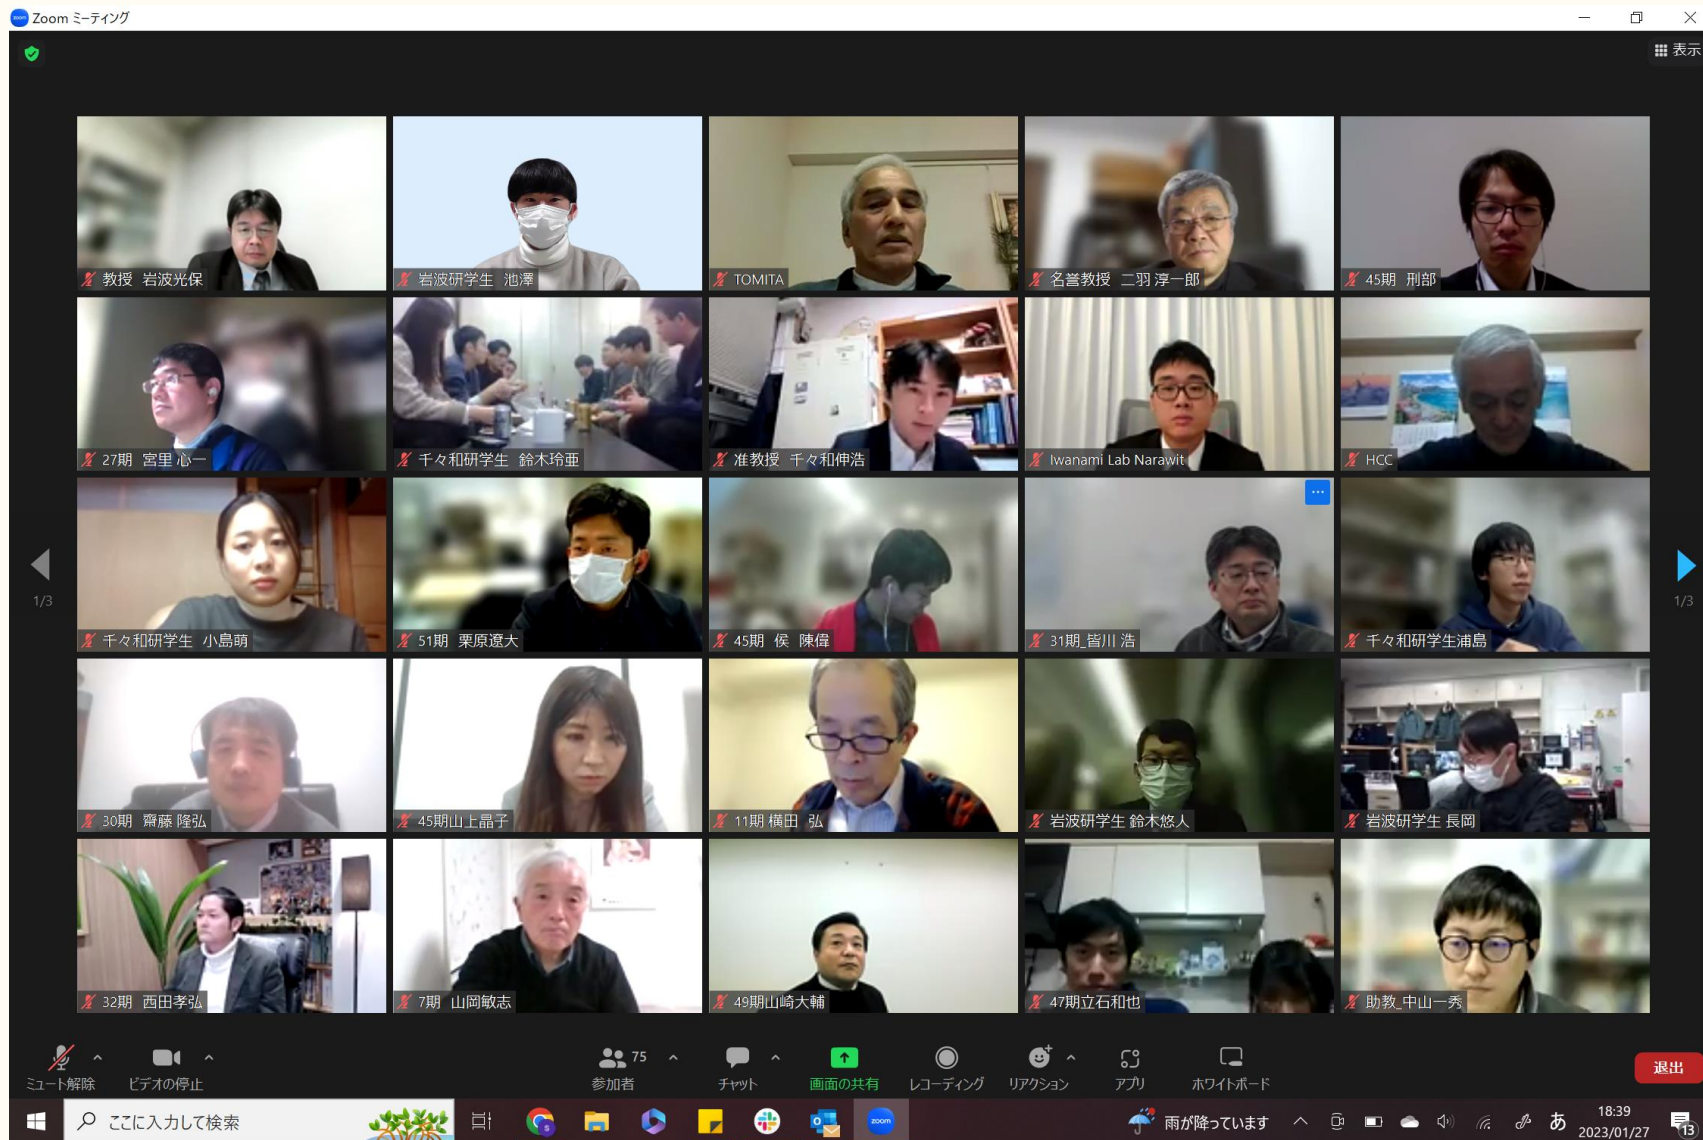 zoom Zoom ミーティング
表示
教授 岩波光保
岩波研学生 池澤
TOMITA
名誉教授 二羽 淳一郎
45期 刑部
27期 宮里 心一
千々和研学生 鈴木玲亜
准教授 千々和伸浩
Iwanami Lab Narawit
HCC
千々和研学生 小島萌
51期 栗原遼大
45期 侯 陳偉
31期_皆川 浩
千々和研学生浦島
1/3
1/3
30期 齋藤 隆弘
45期山上晶子
11期 横田 弘
岩波研学生 鈴木悠人
岩波研学生 長岡
32期 西田孝弘
7期 山岡敏志
49期山崎大輔
47期立石和也
助教_中山一秀
75
ミュート解除
ビデオの停止
参加者
チャット
画面の共有
レコーディング
リアクション
アプリ
ホワイトボード
退出
ここに入力して検索
S
zoom
雨が降っています
あ
18:39
2023/01/27
13